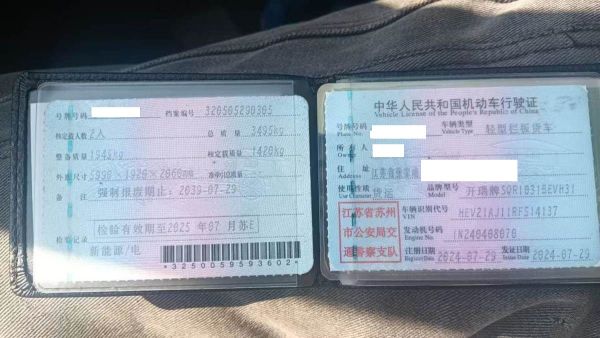 号牌号码
档案编号 320505290305
核定载人数 2人
总质量 3495kg
整备质量 1945kg
核定载质量 1420kg
外廓尺寸
准牵引总质量
备注 强制报废期止: 2039-07-29
检验记录 检验有效期至2025年07月苏E
新能源/电
*3250059593602*
中华人民共和国机动车行驶证
Vehicle License of the People's Republic of China
号牌号码
Plate No.
车辆类型 轻型栏板货车
Vehicle Type
所有人
Owner
住址
Address
使用性质 货运
Use Character
品牌型号
Model
开瑞牌SQR1031BEVH31
江苏省苏州
市公安局交
通警察支队
车辆识别代号
VIN
发动机号码
Engine No.
注册日期 2024-07-29
Register Date
发证日期 2024-07-29
Issue Date